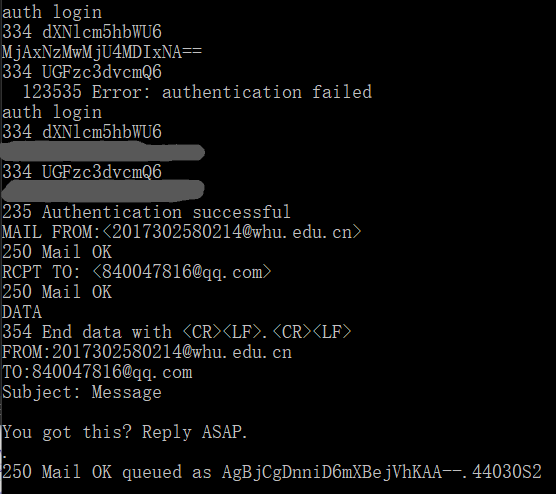 auth login
334 dXNlcm5hbWU6
MjAxNzMwMjU4MDIxNA==
334 UGFzc3dvcmQ6
123535 Error: authentication failed
auth login
334 dXNlcm5hbWU6
334 UGFzc3dvcmQ6
235 Authentication successful
MAIL FROM:<2017302580214@whu.edu.cn>
250 Mail OK
RCPT TO: <840047816@qq.com>
250 Mail OK
DATA
354 End data with <CR><LF>.<CR><LF>
FROM:2017302580214@whu.edu.cn
TO:840047816@qq.com
Subject: Message
You got this? Reply ASAP.
.
250 Mail OK queued as AgBjCgDnniD6mXBejVhKAA--.44030S2